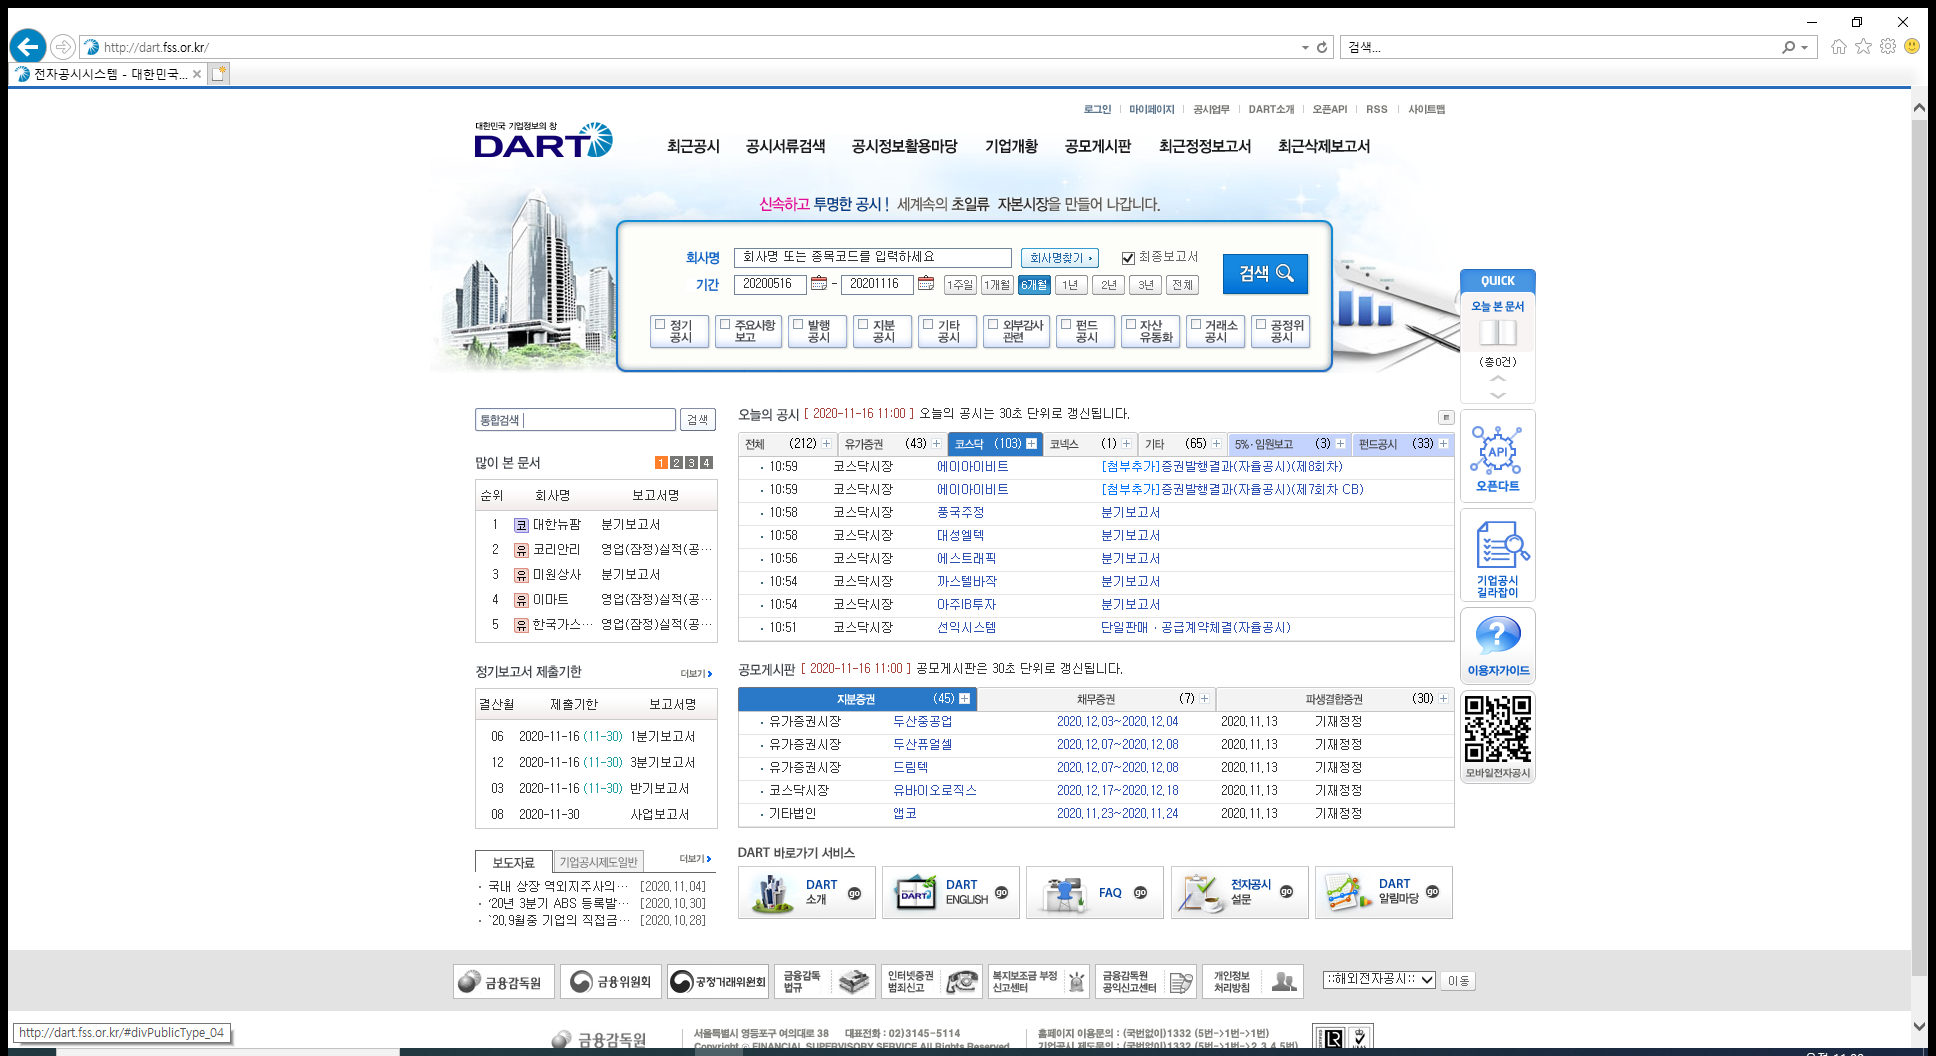 http://dart.fss.or.kr/
검색...
전자공시시스템 - 대한민국...
로그인 마이페이지 공시업무 DART소개 오픈API RSS 사이트맵
대한민국 기업정보의 창
DART
최근공시 공시서류검색 공시정보활용마당 기업개황 공모게시판 최근정정보고서 최근삭제보고서
신속하고 투명한 공시! 세계속의 초일류 자본시장을 만들어 나갑니다.
회사명 회사명 또는 종목코드를 입력하세요 회사명찾기 최종보고서
검색
기간 20200516 - 20201116 1주일 1개월 6개월 1년 2년 3년 전체
정기공시 주요사항보고 발행공시 지분공시 기타공시 외부감사관련 펀드공시 자산유동화 거래소공시 공정위공시
QUICK
오늘 본 문서
(총0건)
API
오픈다트
기업공시
길라잡이
이용자가이드
모바일전자공시
통합검색 검색
많이 본 문서 1 2 3 4
순위 회사명 보고서명
1 코 대한뉴팜 분기보고서
2 유 코리안리 영업(잠정)실적(공…
3 유 미원상사 분기보고서
4 유 이마트 영업(잠정)실적(공…
5 유 한국가스… 영업(잠정)실적(공…
오늘의 공시 [ 2020-11-16 11:00 ] 오늘의 공시는 30초 단위로 갱신됩니다.
전체 (212) 유가증권 (43) 코스닥 (103) 코넥스 (1) 기타 (65) 5%·임원보고 (3) 펀드공시 (33)
· 10:59 코스닥시장 에이아이비트 [첨부추가]증권발행결과(자율공시)(제8회차)
· 10:59 코스닥시장 에이아이비트 [첨부추가]증권발행결과(자율공시)(제7회차 CB)
· 10:58 코스닥시장 풍국주정 분기보고서
· 10:58 코스닥시장 대성엘텍 분기보고서
· 10:56 코스닥시장 에스트래픽 분기보고서
· 10:54 코스닥시장 까스텔바작 분기보고서
· 10:54 코스닥시장 아주IB투자 분기보고서
· 10:51 코스닥시장 선익시스템 단일판매ㆍ공급계약체결(자율공시)
정기보고서 제출기한 더보기
결산월 제출기한 보고서명
06 2020-11-16 (11-30) 1분기보고서
12 2020-11-16 (11-30) 3분기보고서
03 2020-11-16 (11-30) 반기보고서
08 2020-11-30 사업보고서
공모게시판 [ 2020-11-16 11:00 ] 공모게시판은 30초 단위로 갱신됩니다.
지분증권 (45) 채무증권 (7) 파생결합증권 (30)
· 유가증권시장 두산중공업 2020.12.03~2020.12.04 2020.11.13 기재정정
· 유가증권시장 두산퓨얼셀 2020.12.07~2020.12.08 2020.11.13 기재정정
· 유가증권시장 드림텍 2020.12.07~2020.12.08 2020.11.13 기재정정
· 코스닥시장 유바이오로직스 2020.12.17~2020.12.18 2020.11.13 기재정정
· 기타법인 앱코 2020.11.23~2020.11.24 2020.11.13 기재정정
보도자료 기업공시제도일반 더보기
· 국내 상장 역외지주사의… [2020.11.04]
· '20년 3분기 ABS 등록발… [2020.10.30]
· `20.9월중 기업의 직접금… [2020.10.28]
DART 바로가기 서비스
DART 소개 GO
DART ENGLISH GO
FAQ GO
전자공시 설문 GO
DART 알림마당 GO
금융감독원 금융위원회 공정거래위원회 금융감독법규 인터넷증권범죄신고 복지보조금 부정신고센터 금융감독원 공익신고센터 개인정보처리방침 ::해외전자공시:: 이동
http://dart.fss.or.kr/#divPublicType_04
금융감독원
서울특별시 영등포구 여의대로 38 대표전화 : 02)3145-5114
Copyright © FINANCIAL SUPERVISORY SERVICE All Rights Reserved.
홈페이지 이용문의 : (국번없이)1332 (5번->1번->1번)
기업공시 제도문의 : (국번없이)1332 (5번->1번->2,3,4,5번)
LR